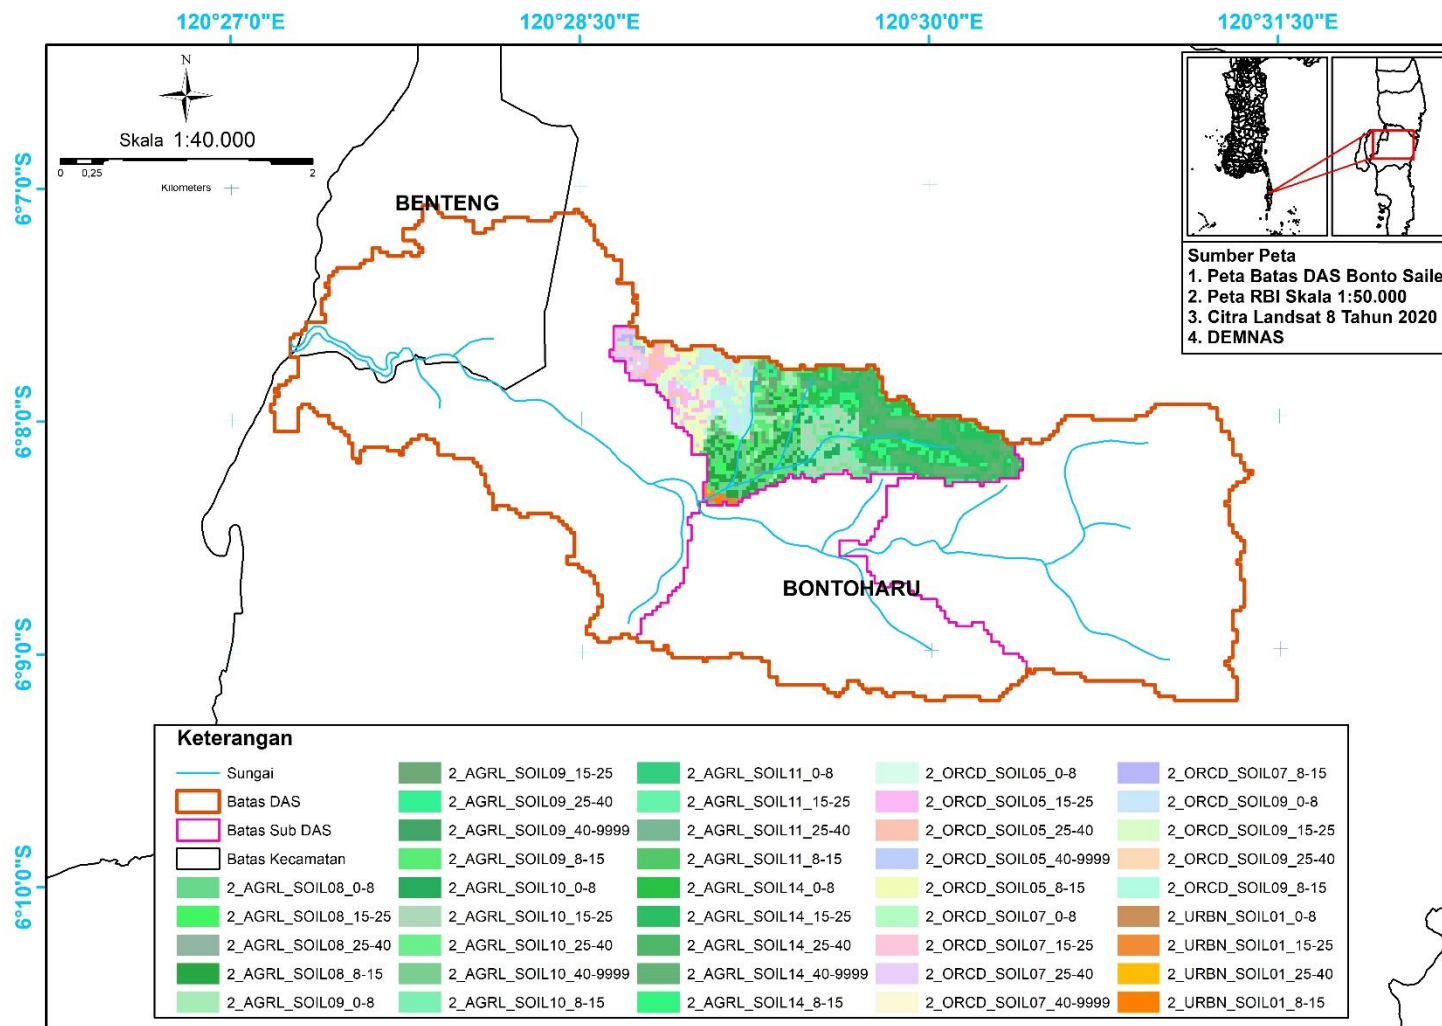 120°27'0"E
120°28'30"E
120°30'0"E
120°31'30"E
N
Skala 1:40.000
0 0,25 2
Kilometers
6°7'0"S
6°8'0"S
6°9'0"S
6°10'0"S
BENTENG
BONTOHARU
Sumber Peta
1. Peta Batas DAS Bonto Saile
2. Peta RBI Skala 1:50.000
3. Citra Landsat 8 Tahun 2020
4. DEMNAS
Keterangan
Sungai
Batas DAS
Batas Sub DAS
Batas Kecamatan
2_AGRL_SOIL08_0-8
2_AGRL_SOIL08_15-25
2_AGRL_SOIL08_25-40
2_AGRL_SOIL08_8-15
2_AGRL_SOIL09_0-8
2_AGRL_SOIL09_15-25
2_AGRL_SOIL09_25-40
2_AGRL_SOIL09_40-9999
2_AGRL_SOIL09_8-15
2_AGRL_SOIL10_0-8
2_AGRL_SOIL10_15-25
2_AGRL_SOIL10_25-40
2_AGRL_SOIL10_40-9999
2_AGRL_SOIL10_8-15
2_AGRL_SOIL11_0-8
2_AGRL_SOIL11_15-25
2_AGRL_SOIL11_25-40
2_AGRL_SOIL11_8-15
2_AGRL_SOIL14_0-8
2_AGRL_SOIL14_15-25
2_AGRL_SOIL14_25-40
2_AGRL_SOIL14_40-9999
2_AGRL_SOIL14_8-15
2_ORCD_SOIL05_0-8
2_ORCD_SOIL05_15-25
2_ORCD_SOIL05_25-40
2_ORCD_SOIL05_40-9999
2_ORCD_SOIL05_8-15
2_ORCD_SOIL07_0-8
2_ORCD_SOIL07_15-25
2_ORCD_SOIL07_25-40
2_ORCD_SOIL07_40-9999
2_ORCD_SOIL07_8-15
2_ORCD_SOIL09_0-8
2_ORCD_SOIL09_15-25
2_ORCD_SOIL09_25-40
2_ORCD_SOIL09_8-15
2_URBN_SOIL01_0-8
2_URBN_SOIL01_15-25
2_URBN_SOIL01_25-40
2_URBN_SOIL01_8-15